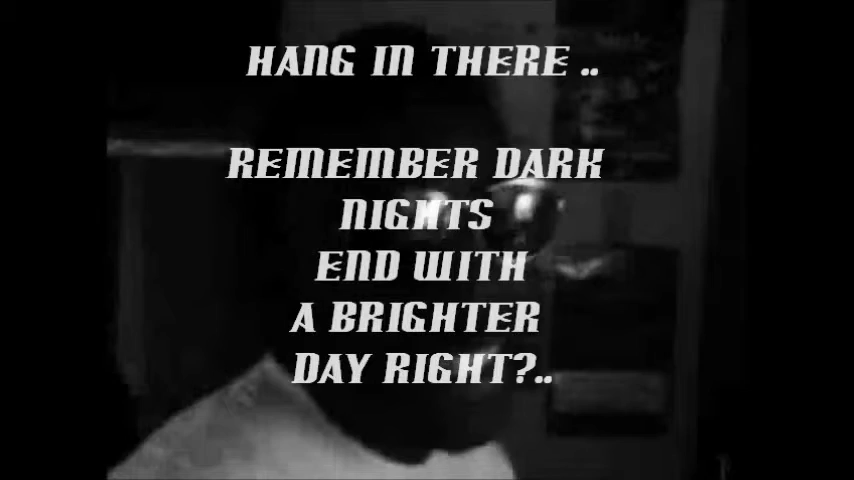 HANG IN THERE ..
REMEMBER DARK
NIGHTS
END WITH
A BRIGHTER
DAY RIGHT?..